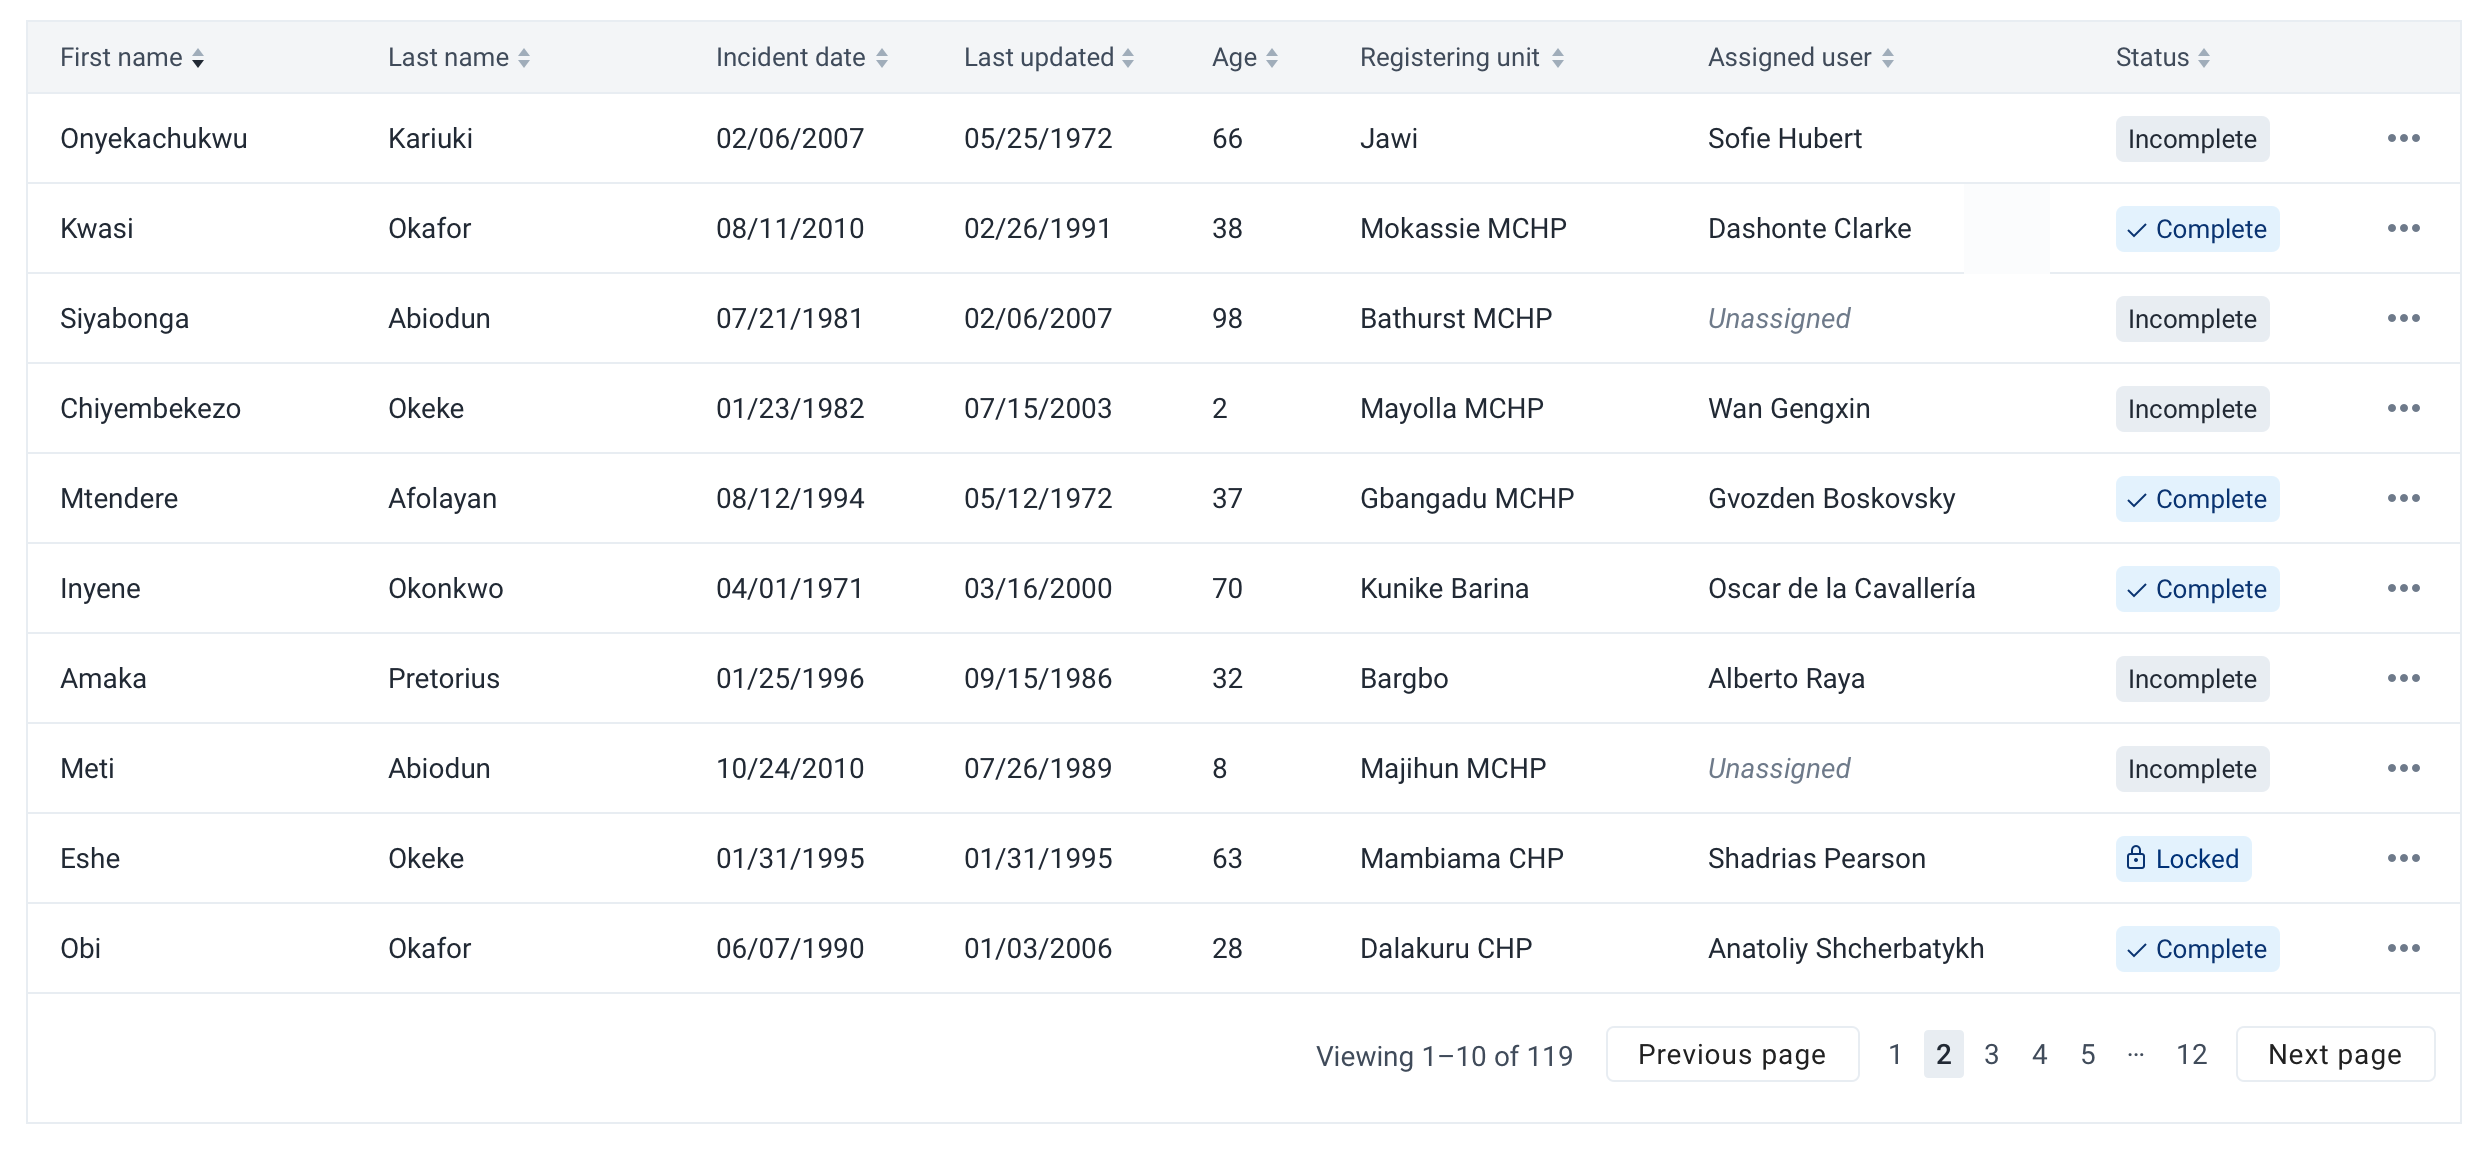 First name Last name Incident date Last updated Age Registering unit Assigned user Status
Onyekachukwu Kariuki 02/06/2007 05/25/1972 66 Jawi Sofie Hubert Incomplete
Kwasi Okafor 08/11/2010 02/26/1991 38 Mokassie MCHP Dashonte Clarke Complete
Siyabonga Abiodun 07/21/1981 02/06/2007 98 Bathurst MCHP Unassigned Incomplete
Chiyembekezo Okeke 01/23/1982 07/15/2003 2 Mayolla MCHP Wan Gengxin Incomplete
Mtendere Afolayan 08/12/1994 05/12/1972 37 Gbangadu MCHP Gvozden Boskovsky Complete
Inyene Okonkwo 04/01/1971 03/16/2000 70 Kunike Barina Oscar de la Cavallería Complete
Amaka Pretorius 01/25/1996 09/15/1986 32 Bargbo Alberto Raya Incomplete
Meti Abiodun 10/24/2010 07/26/1989 8 Majihun MCHP Unassigned Incomplete
Eshe Okeke 01/31/1995 01/31/1995 63 Mambiama CHP Shadrias Pearson Locked
Obi Okafor 06/07/1990 01/03/2006 28 Dalakuru CHP Anatoliy Shcherbatykh Complete
Viewing 1–10 of 119 Previous page 1 2 3 4 5 ... 12 Next page